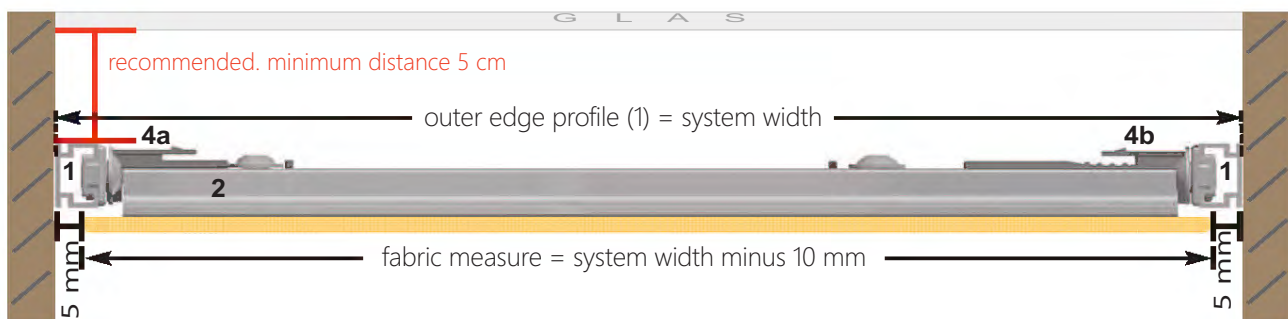 GLAS
recommended. minimum distance 5 cm
outer edge profile (1) = system width
4a
4b
1
2
1
fabric measure = system width minus 10 mm
5 mm
5 mm